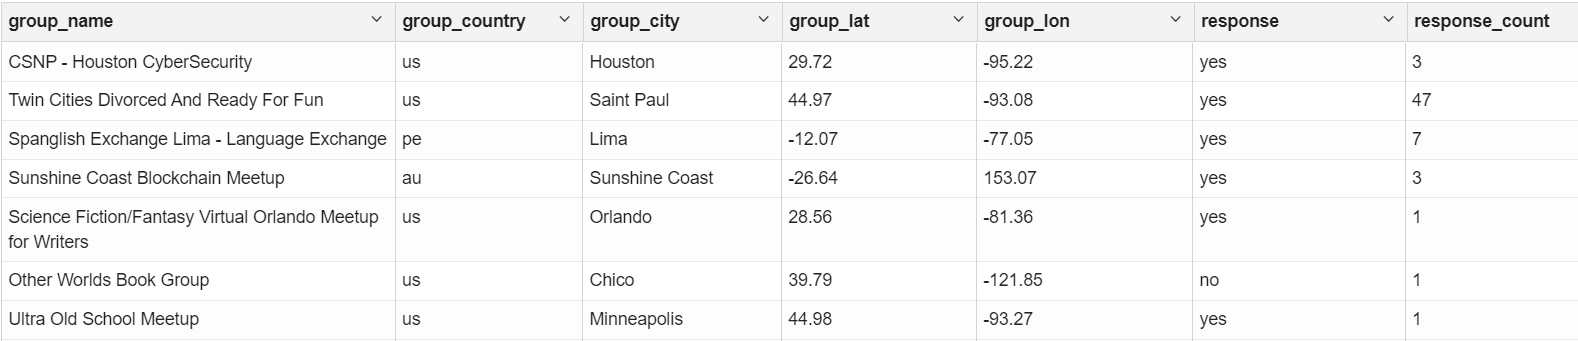 group_name group_country group_city group_lat group_lon response response_count
CSNP - Houston CyberSecurity us Houston 29.72 -95.22 yes 3
Twin Cities Divorced And Ready For Fun us Saint Paul 44.97 -93.08 yes 47
Spanglish Exchange Lima - Language Exchange pe Lima -12.07 -77.05 yes 7
Sunshine Coast Blockchain Meetup au Sunshine Coast -26.64 153.07 yes 3
Science Fiction/Fantasy Virtual Orlando Meetup us Orlando 28.56 -81.36 yes 1
for Writers
Other Worlds Book Group us Chico 39.79 -121.85 no 1
Ultra Old School Meetup us Minneapolis 44.98 -93.27 yes 1